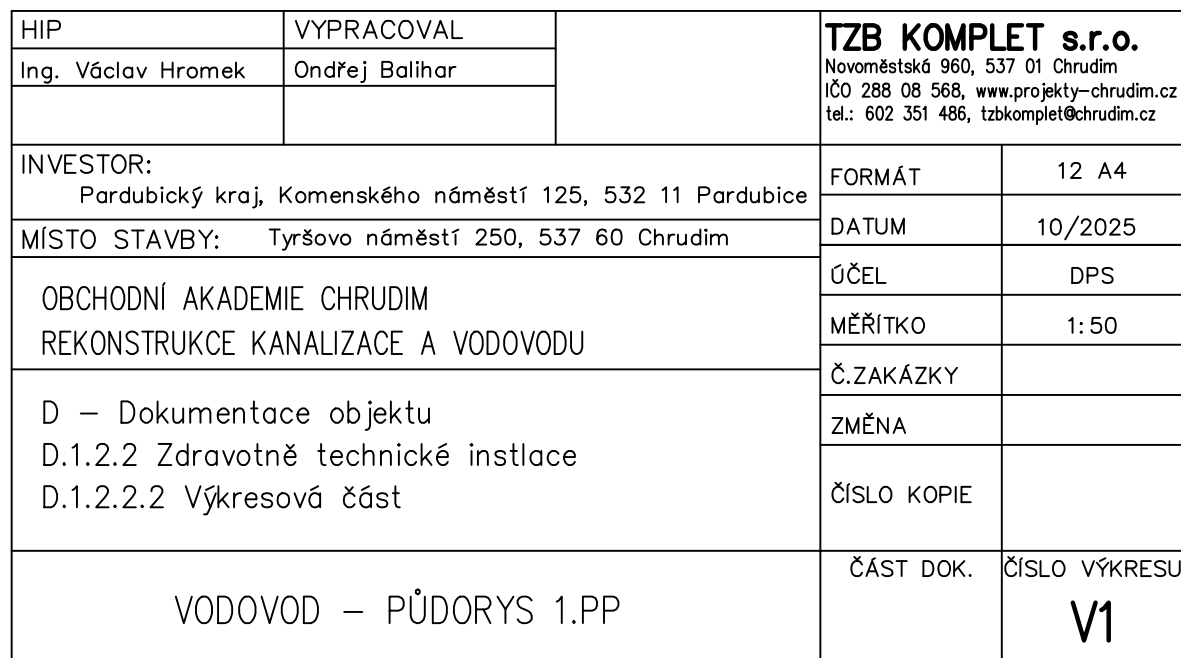 HIP
VYPRACOVAL
Ing. Václav Hromek
Ondřej Balihar
TZB KOMPLET s.r.o.
Novoměstská 960, 537 01 Chrudim
IČO 288 08 568, www.projekty-chrudim.cz
tel.: 602 351 486, tzbkomplet@chrudim.cz
INVESTOR:
Pardubický kraj, Komenského náměstí 125, 532 11 Pardubice
MÍSTO STAVBY: Tyršovo náměstí 250, 537 60 Chrudim
OBCHODNÍ AKADEMIE CHRUDIM
REKONSTRUKCE KANALIZACE A VODOVODU
D – Dokumentace objektu
D.1.2.2 Zdravotně technické instlace
D.1.2.2.2 Výkresová část
FORMÁT 12 A4
DATUM 10/2025
ÚČEL DPS
MĚŘÍTKO 1:50
Č.ZAKÁZKY
ZMĚNA
ČÍSLO KOPIE
VODOVOD – PŮDORYS 1.PP
ČÁST DOK.
ČÍSLO VÝKRESU
V1